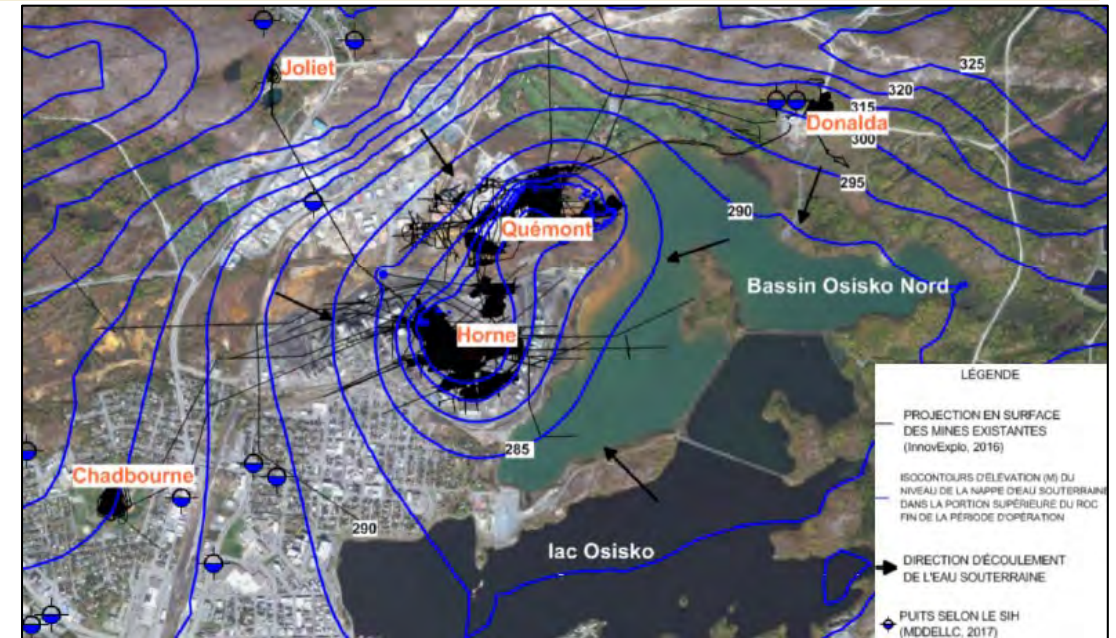 Joliet
325
320
315
Donalda
300
295
290
Quémont
Bassin Osisko Nord
Horne
285
Chadbourne
290
lac Osisko
LÉGENDE
PROJECTION EN SURFACE
DES MINES EXISTANTES
(InnovExplo, 2016)
ISOCONTOURS D'ÉLÉVATION (M) DU
NIVEAU DE LA NAPPE D'EAU SOUTERRAINE
DANS LA PORTION SUPÉRIEURE DU ROC
FIN DE LA PÉRIODE D'OPÉRATION
DIRECTION D'ÉCOULEMENT
DE L'EAU SOUTERRAINE
PUITS SELON LE SIH
(MDDELLC, 2017)